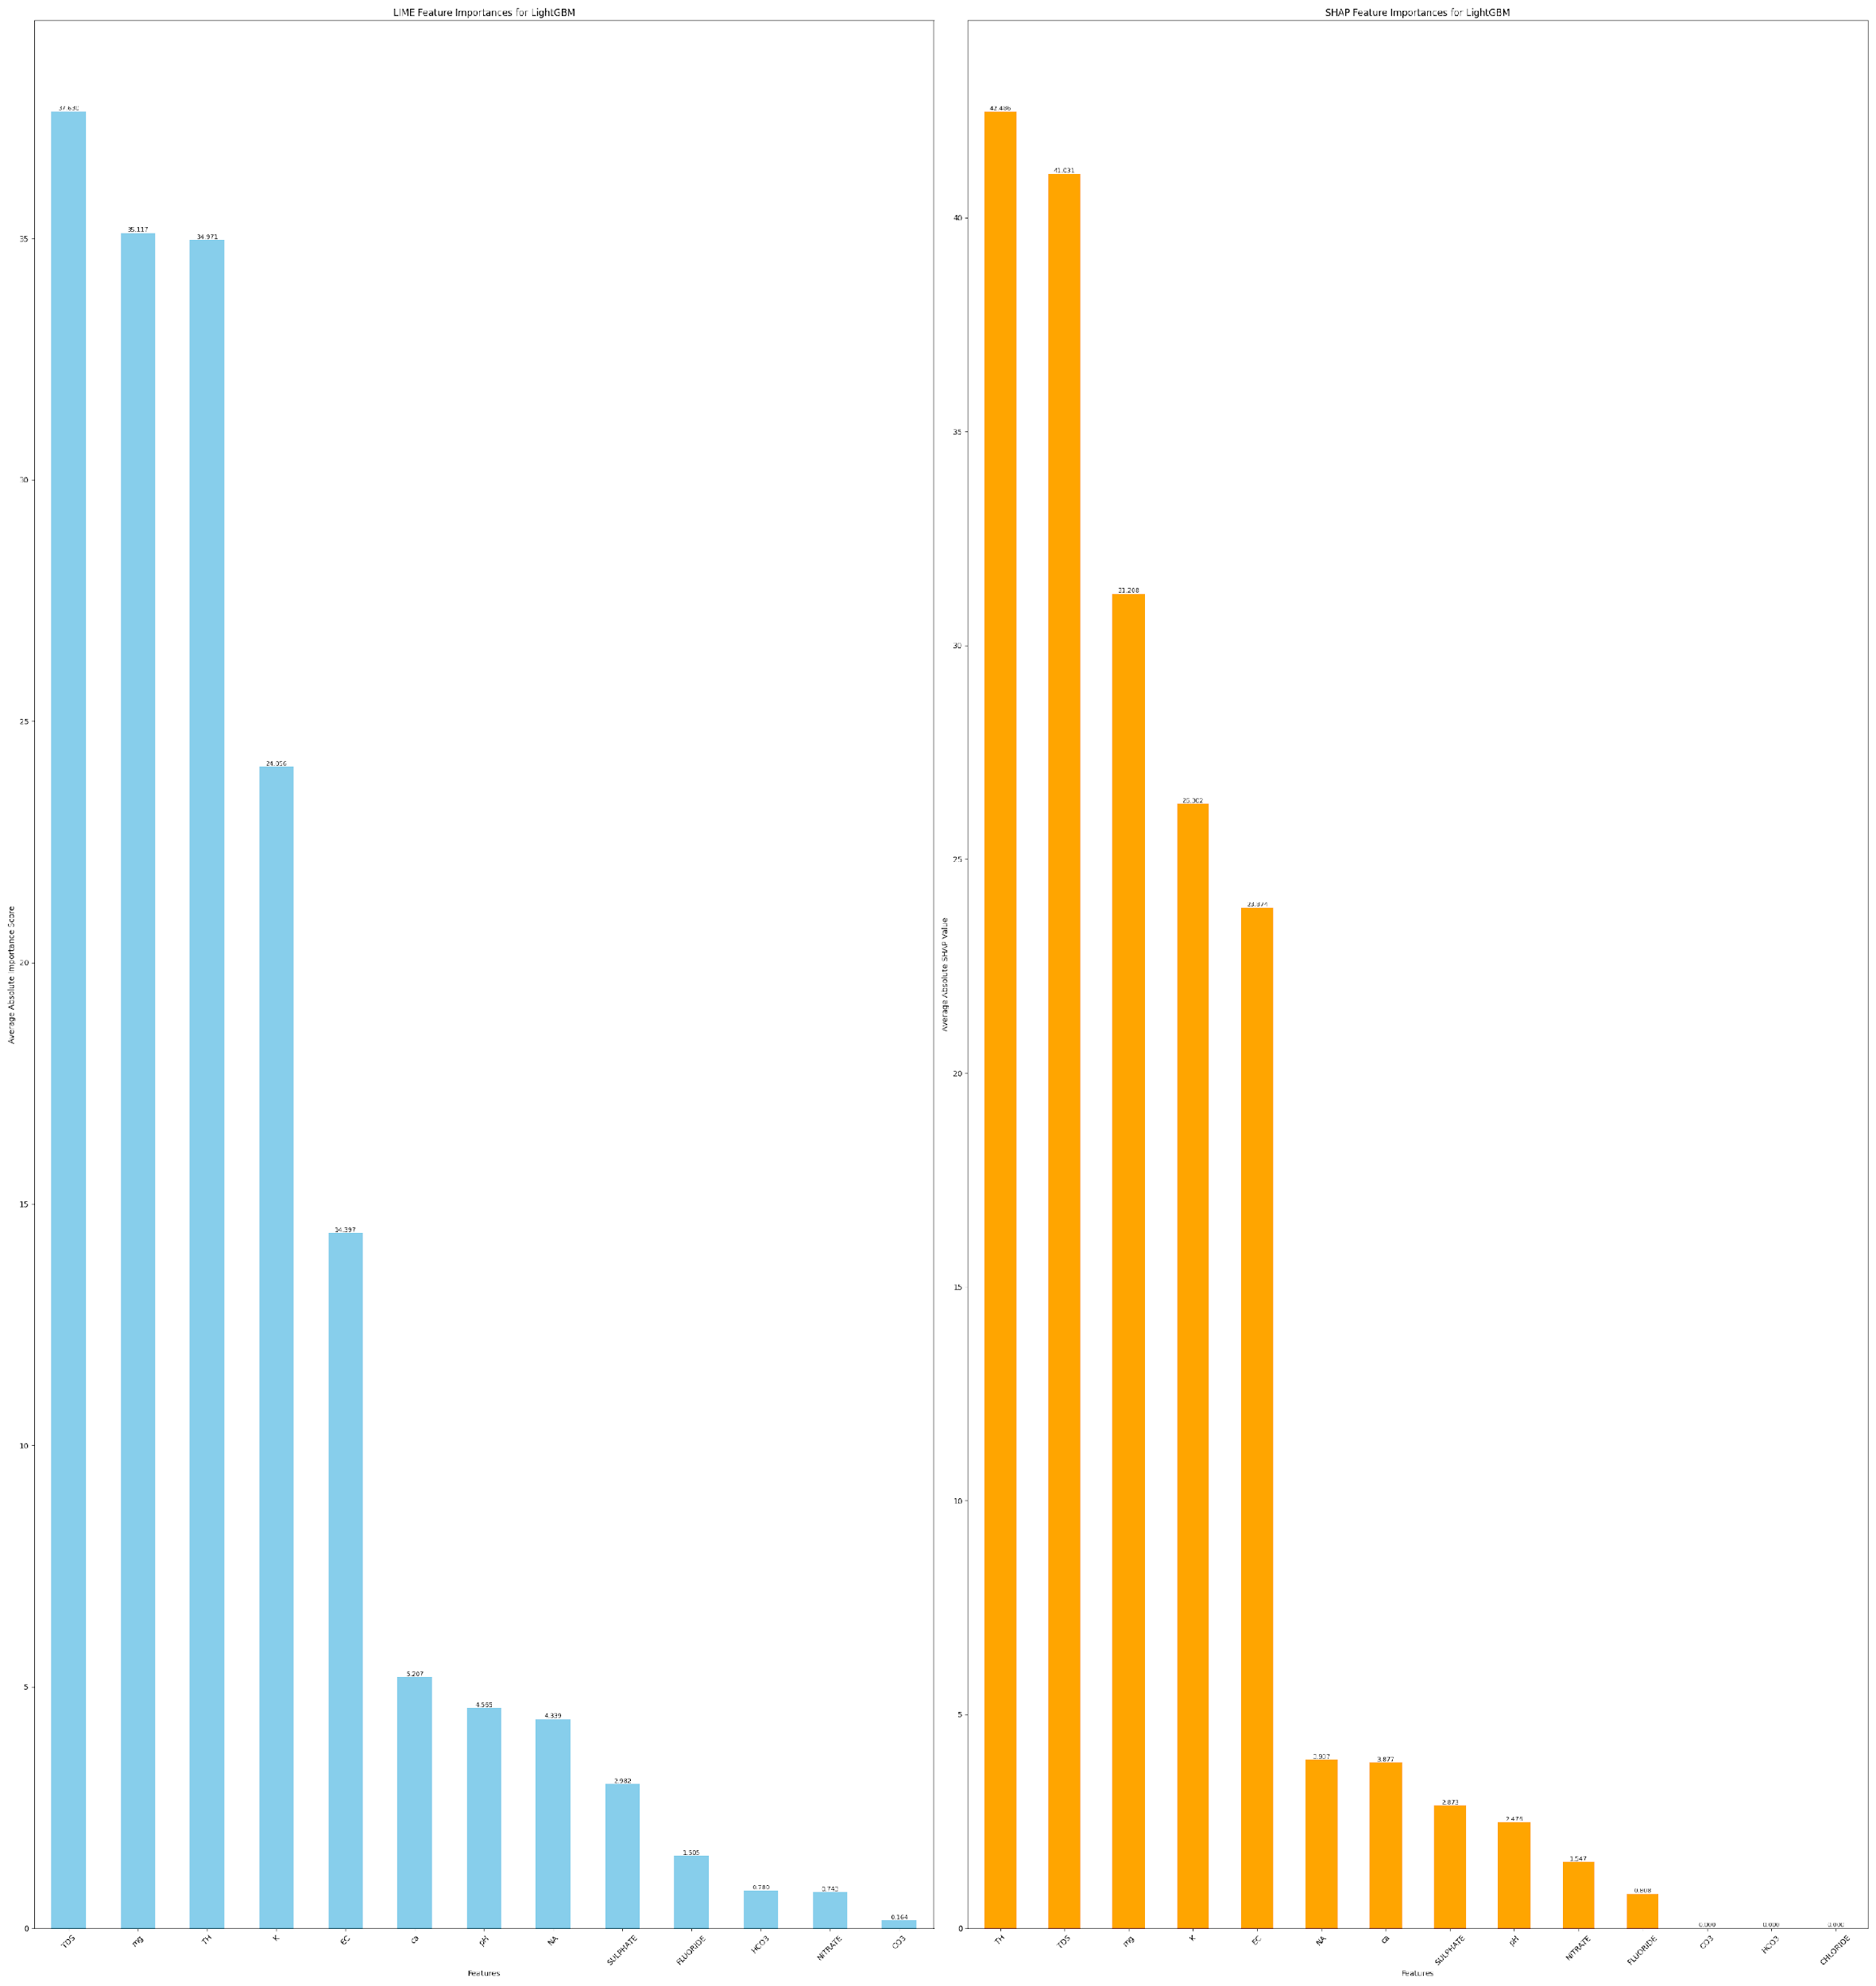 LIME Feature Importances for LightGBM
Average Absolute Importance Score
35
30
25
20
15
10
5
0
37.630
35.117
34.971
24.056
14.397
5.207
4.565
4.339
2.982
1.505
0.780
0.743
0.164
TDS
mg
TH
K
EC
ca
pH
NA
SULPHATE
FLUORIDE
HCO3
NITRATE
CO3
Features
SHAP Feature Importances for LightGBM
Average Absolute SHAP Value
40
35
30
25
20
15
10
5
0
42.486
41.031
31.208
26.302
23.874
3.937
3.877
2.873
1.547
0.808
0.000
0.000
0.000
TH
TDS
mg
K
EC
NA
ca
SULPHATE
pH
NITRATE
FLUORIDE
CO3
HCO3
CHLORIDE
Features